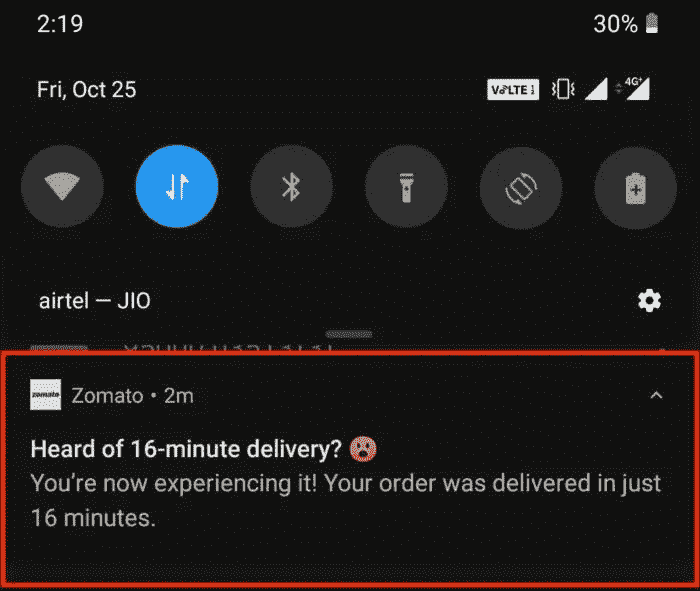 2:19 30%
Fri, Oct 25 VoLTE 1 4G+
airtel — JIO
zomato Zomato • 2m
Heard of 16-minute delivery? 😨
You're now experiencing it! Your order was delivered in just
16 minutes.